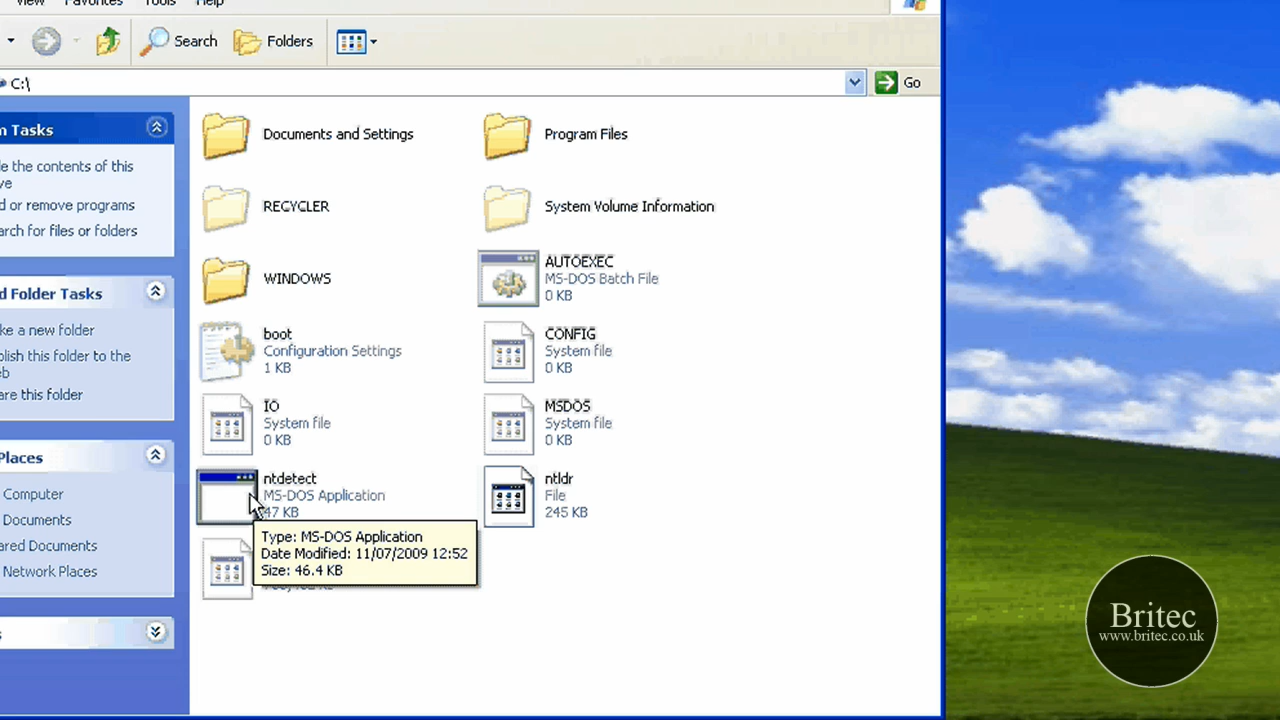 View Favorites Tools Help
Search Folders
C:\ Go
m Tasks
de the contents of this
ve
d or remove programs
arch for files or folders
d Folder Tasks
ke a new folder
blish this folder to the
eb
are this folder
Places
Computer
Documents
ared Documents
Network Places
s
Documents and Settings
Program Files
RECYCLER
System Volume Information
WINDOWS
AUTOEXEC
MS-DOS Batch File
0 KB
boot
Configuration Settings
1 KB
CONFIG
System file
0 KB
IO
System file
0 KB
MSDOS
System file
0 KB
ntdetect
MS-DOS Application
47 KB
ntldr
File
245 KB
Type: MS-DOS Application
Date Modified: 11/07/2009 12:52
Size: 46.4 KB
Britec
www.britec.co.uk